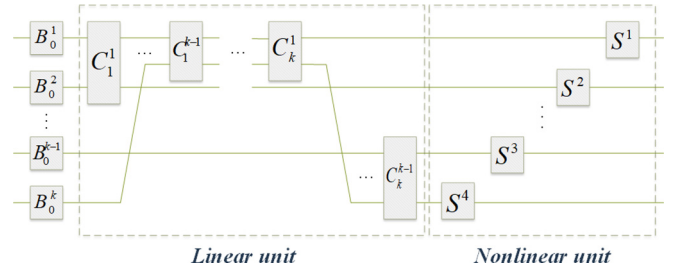 B_0^1 C_1^1 ... C_1^{k-1} ... C_k^1 S^1
B_0^2 S^2
⋮ ⋮
B_0^{k-1} ... C_k^{k-1} S^3
B_0^k S^4
Linear unit Nonlinear unit